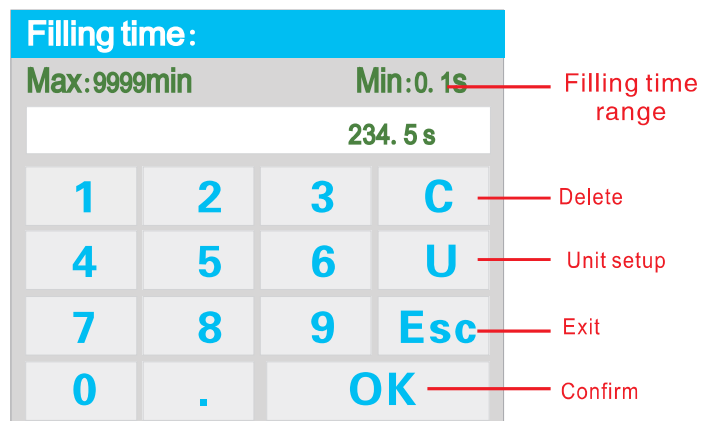 Filling time:
Max:9999min Min:0.1s
Filling time
range
234.5s
1 2 3 C Delete
4 5 6 U Unit setup
7 8 9 Esc Exit
0 . OK Confirm